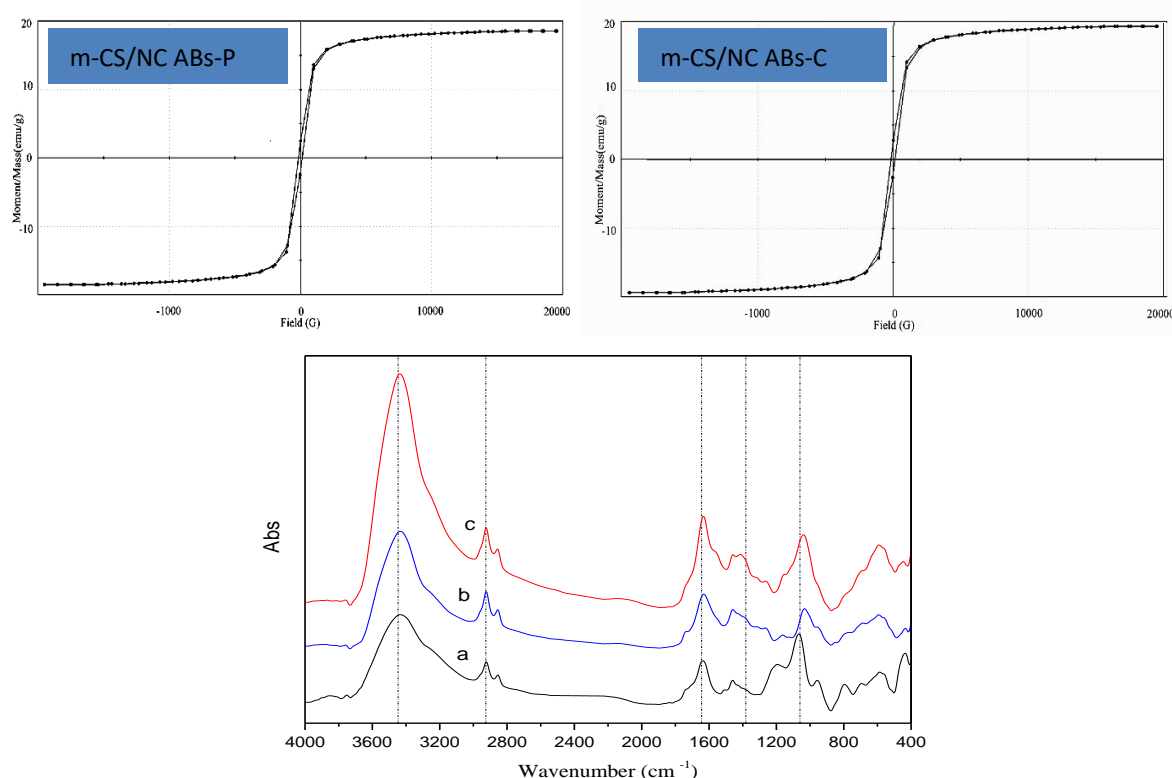 20
m-CS/NC ABs-P
10
0
-10
Moment/Mass(emu/g)
-1000
0
10000
20000
Field (G)
20
m-CS/NC ABs-C
10
0
-10
Moment/Mass(emu/g)
-1000
0
10000
20000
Field (G)
Abs
c
b
a
4000 3600 3200 2800 2400 2000 1600 1200 800 400
Wavenumber (cm -1)